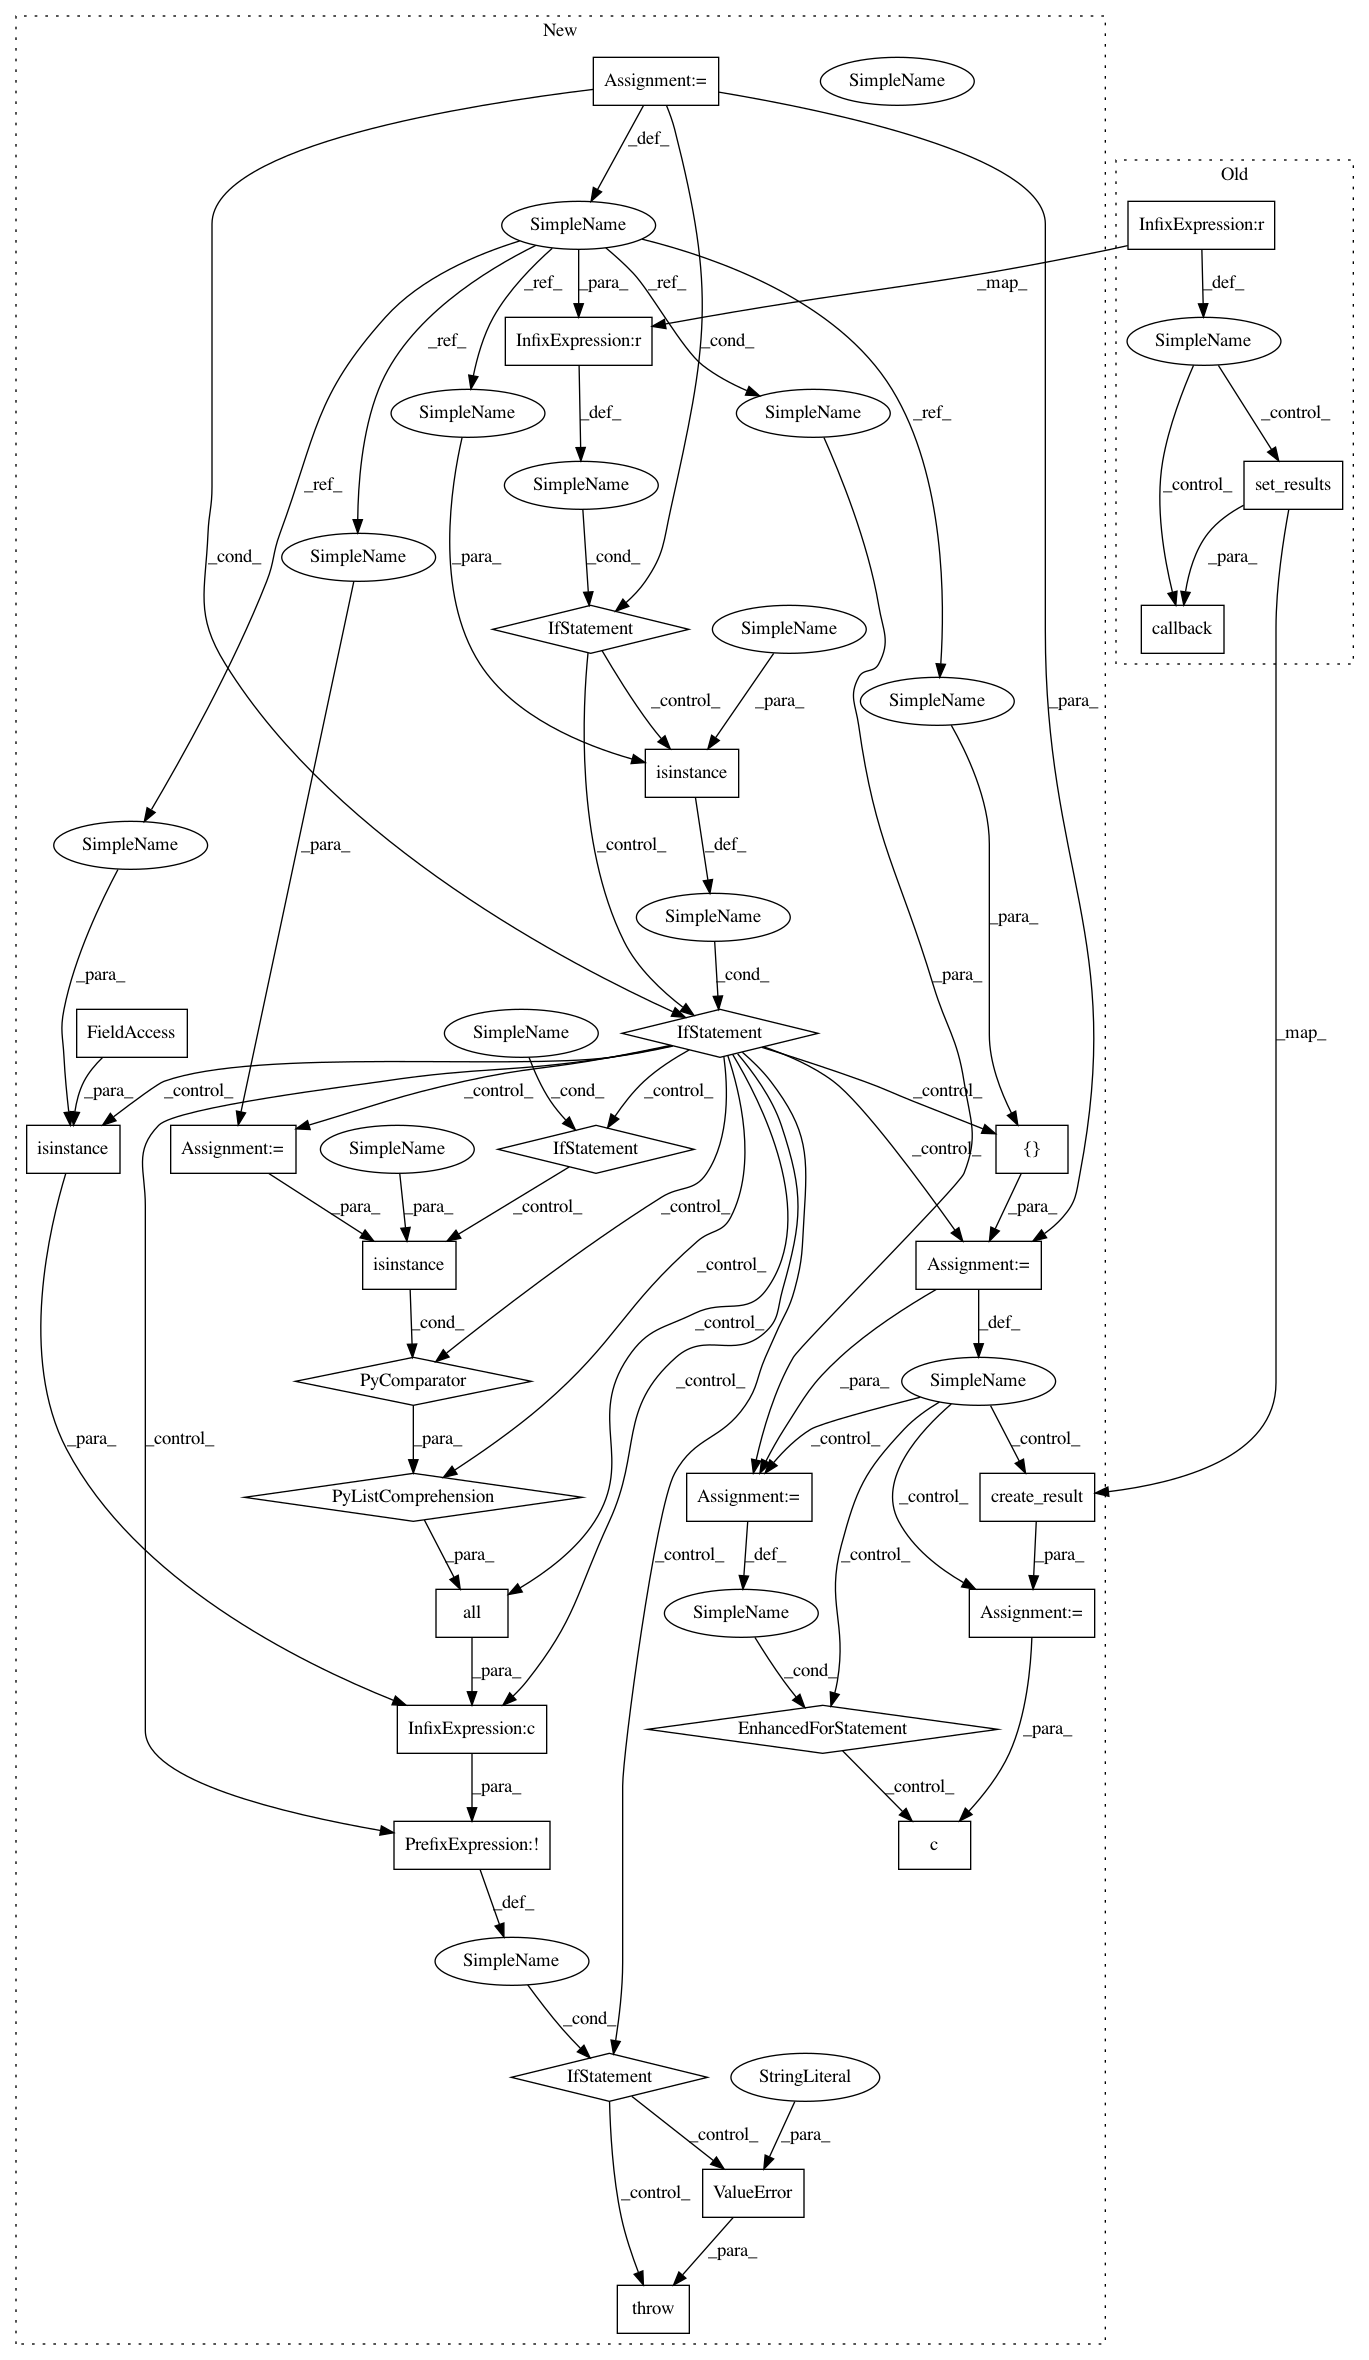 New
Assignment:=
SimpleName
Old
InfixExpression:r
_def_
SimpleName
_map_
_def_
_ref_
_para_
_ref_
InfixExpression:r
SimpleName
_ref_
_cond_
SimpleName
SimpleName
_def_
_ref_
_control_
_ref_
SimpleName
_control_
set_results
SimpleName
_cond_
_para_
_cond_
_para_
IfStatement
SimpleName
callback
SimpleName
_control_
_para_
_para_
isinstance
SimpleName
_para_
_control_
_def_
SimpleName
_para_
_cond_
_para_
_para_
FieldAccess
SimpleName
IfStatement
_map_
_para_
_control_
_control_
_cond_
_control_
_control_
isinstance
Assignment:=
SimpleName
IfStatement
_control_
{}
_para_
_para_
_control_
_control_
_para_
isinstance
_control_
Assignment:=
_cond_
_control_
_def_
PyComparator
_control_
_para_
SimpleName
_para_
_control_
_para_
_control_
_control_
PyListComprehension
Assignment:=
_control_
create_result
_para_
_control_
_control_
_def_
_para_
all
SimpleName
Assignment:=
_para_
_cond_
InfixExpression:c
EnhancedForStatement
_para_
_para_
_control_
PrefixExpression:!
c
_def_
SimpleName
_cond_
IfStatement
StringLiteral
_control_
_para_
_control_
ValueError
_para_
throw